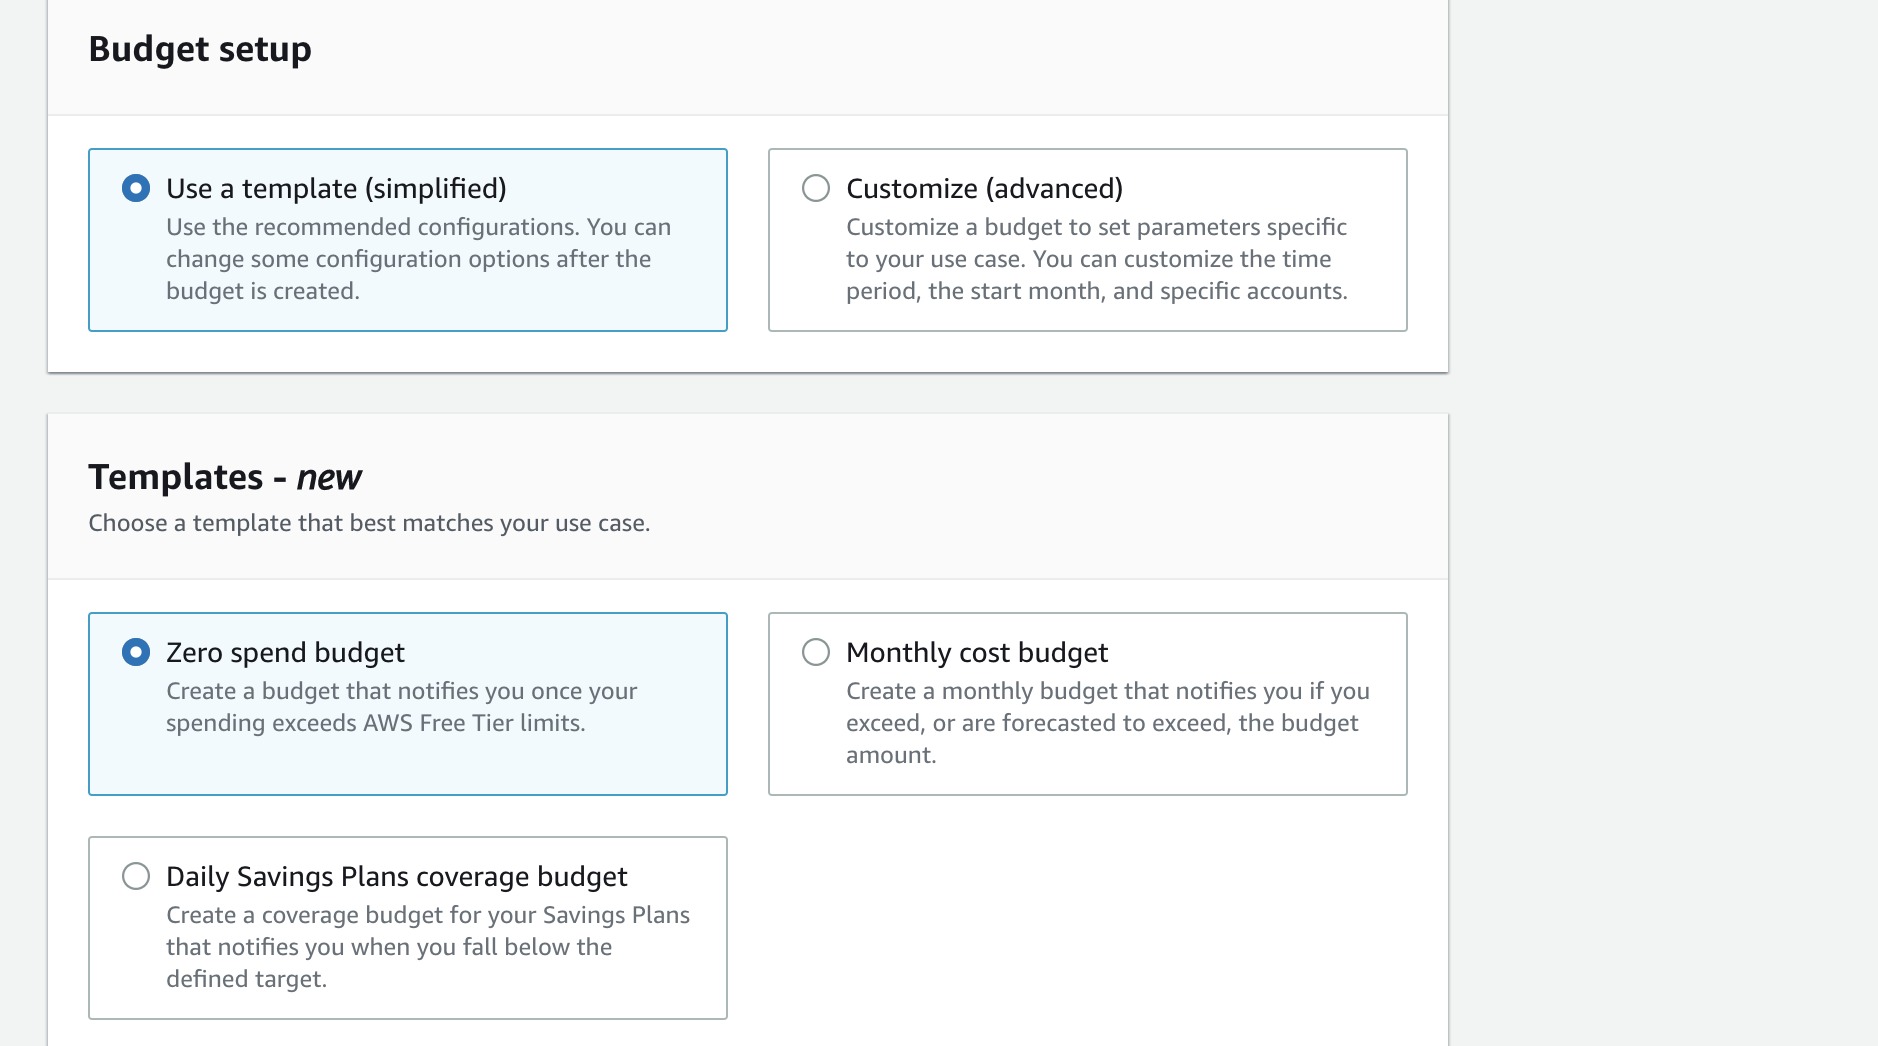 Budget setup
Use a template (simplified)
Use the recommended configurations. You can
change some configuration options after the
budget is created.
Customize (advanced)
Customize a budget to set parameters specific
to your use case. You can customize the time
period, the start month, and specific accounts.
Templates - new
Choose a template that best matches your use case.
Zero spend budget
Create a budget that notifies you once your
spending exceeds AWS Free Tier limits.
Monthly cost budget
Create a monthly budget that notifies you if you
exceed, or are forecasted to exceed, the budget
amount.
Daily Savings Plans coverage budget
Create a coverage budget for your Savings Plans
that notifies you when you fall below the
defined target.